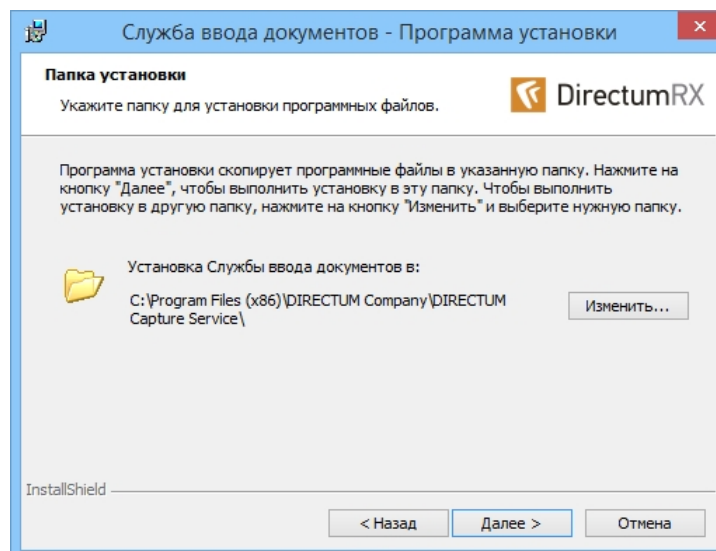 Служба ввода документов - Программа установки
Папка установки
Укажите папку для установки программных файлов.
DirectumRX
Программа установки скопирует программные файлы в указанную папку. Нажмите на
кнопку "Далее", чтобы выполнить установку в эту папку. Чтобы выполнить
установку в другую папку, нажмите на кнопку "Изменить" и выберите нужную папку.
Установка Службы ввода документов в:
C:\Program Files (x86)\DIRECTUM Company\DIRECTUM
Capture Service\
Изменить...
InstallShield
< Назад
Далее >
Отмена